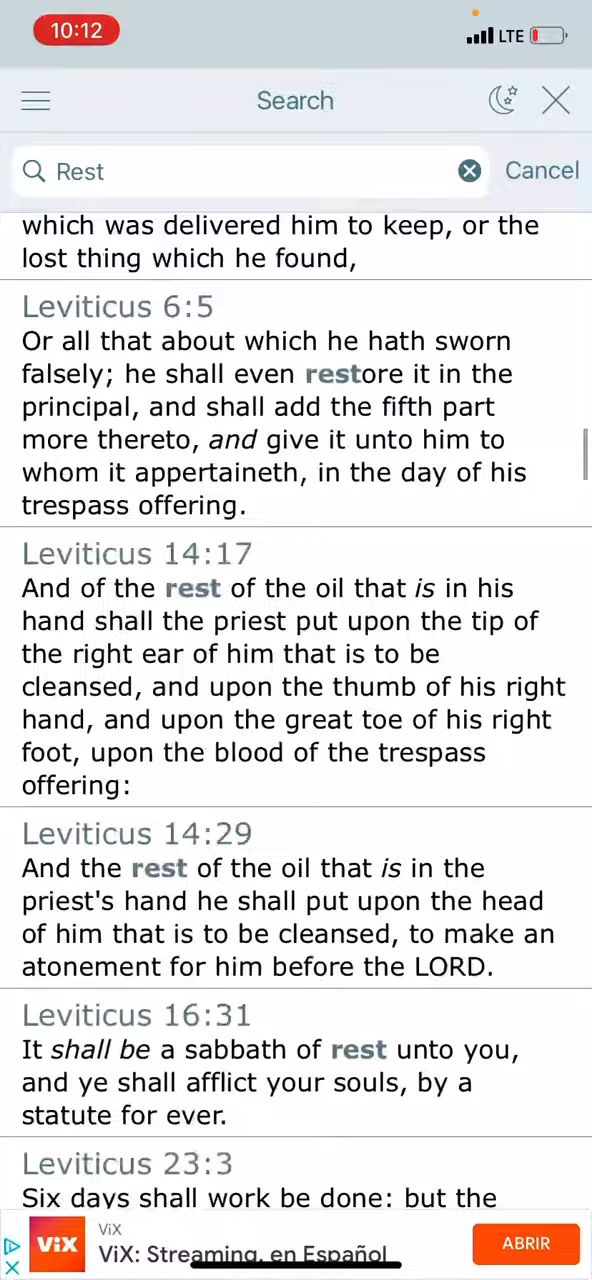 10:12
LTE
Search
Rest
Cancel
which was delivered him to keep, or the
lost thing which he found,
Leviticus 6:5
Or all that about which he hath sworn
falsely; he shall even restore it in the
principal, and shall add the fifth part
more thereto, and give it unto him to
whom it appertaineth, in the day of his
trespass offering.
Leviticus 14:17
And of the rest of the oil that is in his
hand shall the priest put upon the tip of
the right ear of him that is to be
cleansed, and upon the thumb of his right
hand, and upon the great toe of his right
foot, upon the blood of the trespass
offering:
Leviticus 14:29
And the rest of the oil that is in the
priest's hand he shall put upon the head
of him that is to be cleansed, to make an
atonement for him before the LORD.
Leviticus 16:31
It shall be a sabbath of rest unto you,
and ye shall afflict your souls, by a
statute for ever.
Leviticus 23:3
Six days shall work be done: but the
ViX
ViX
ViX: Streaming, en Español
ABRIR